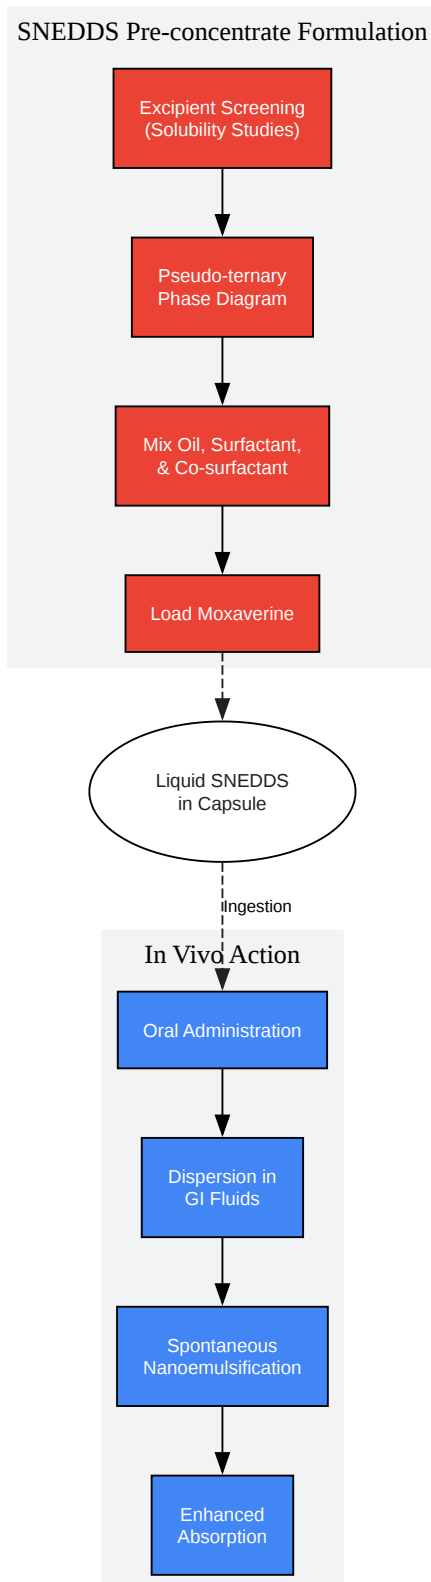 SNEDDS Pre-concentrate Formulation
Excipient Screening
(Solubility Studies)
Pseudo-ternary
Phase Diagram
Mix Oil, Surfactant,
& Co-surfactant
Load Moxaverine
Liquid SNEDDS
in Capsule
Ingestion
In Vivo Action
Oral Administration
Dispersion in
GI Fluids
Spontaneous
Nanoemulsification
Enhanced
Absorption